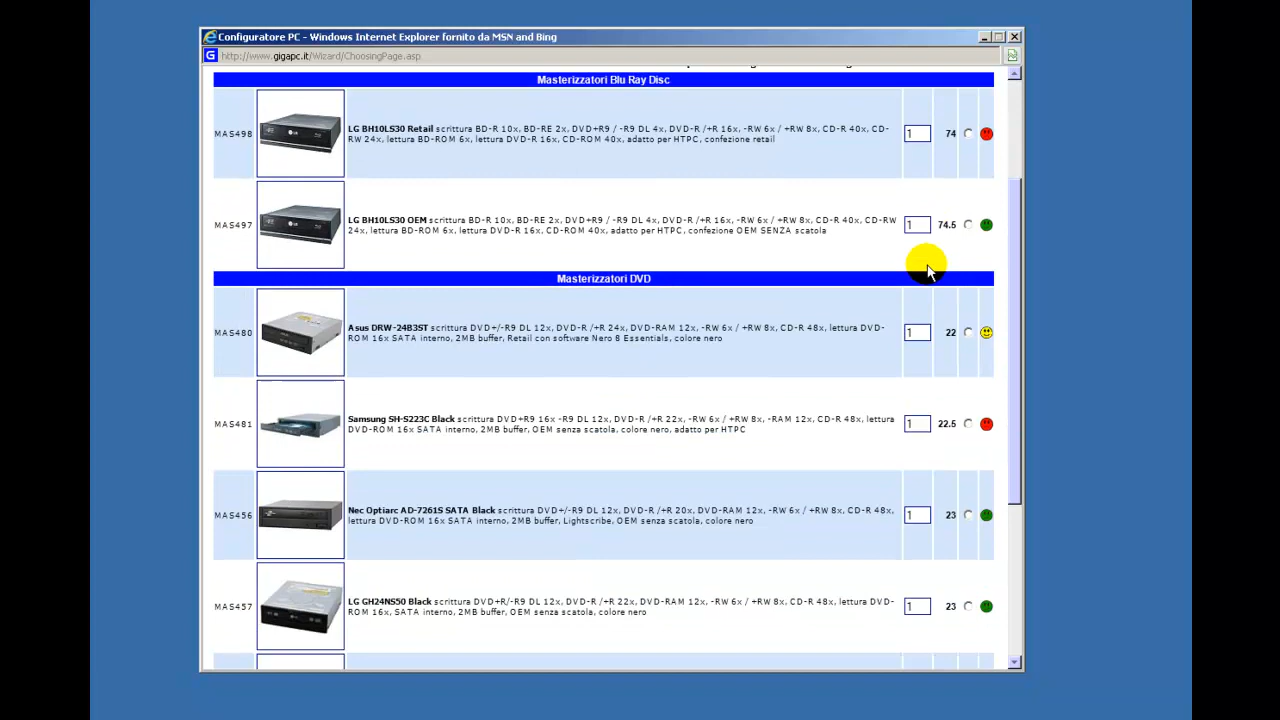 Configuratore PC - Windows Internet Explorer fornito da MSN and Bing
http://www.gigapc.it/Wizard/ChoosingPage.asp
Masterizzatori Blu Ray Disc
MAS498 LG BH10LS30 Retail scrittura BD-R 10x, BD-RE 2x, DVD+R9 / -R9 DL 4x, DVD-R /+R 16x, -RW 6x / +RW 8x, CD-R 40x, CD-
RW 24x, lettura BD-ROM 6x, lettura DVD-R 16x, CD-ROM 40x, adatto per HTPC, confezione retail
1 74
MAS497 LG BH10LS30 OEM scrittura BD-R 10x, BD-RE 2x, DVD+R9 / -R9 DL 4x, DVD-R /+R 16x, -RW 6x / +RW 8x, CD-R 40x, CD-RW
24x, lettura BD-ROM 6x, lettura DVD-R 16x, CD-ROM 40x, adatto per HTPC, confezione OEM SENZA scatola
1 74.5
Masterizzatori DVD
MAS480 Asus DRW-24B3ST scrittura DVD+/-R9 DL 12x, DVD-R /+R 24x, DVD-RAM 12x, -RW 6x / +RW 8x, CD-R 48x, lettura DVD-
ROM 16x SATA interno, 2MB buffer, Retail con software Nero 8 Essentials, colore nero
1 22
MAS481 Samsung SH-S223C Black scrittura DVD+R9 16x -R9 DL 12x, DVD-R /+R 22x, -RW 6x / +RW 8x, -RAM 12x, CD-R 48x, lettura
DVD-ROM 16x SATA interno, 2MB buffer, OEM senza scatola, colore nero, adatto per HTPC
1 22.5
MAS456 Nec Optiarc AD-7261S SATA Black scrittura DVD+/-R9 DL 12x, DVD-R /+R 20x, DVD-RAM 12x, -RW 6x / +RW 8x, CD-R 48x,
lettura DVD-ROM 16x SATA interno, 2MB buffer, Lightscribe, OEM senza scatola, colore nero
1 23
MAS457 LG GH24NS50 Black scrittura DVD+R/-R9 DL 12x, DVD-R /+R 22x, DVD-RAM 12x, -RW 6x / +RW 8x, CD-R 48x, lettura DVD-
ROM 16x, SATA interno, 2MB buffer, OEM senza scatola, colore nero
1 23